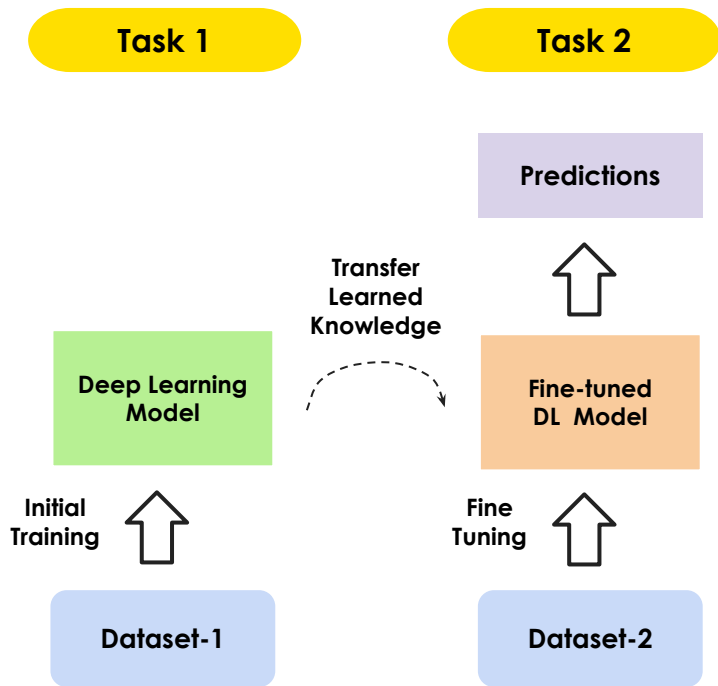 Task 1
Task 2
Predictions
Transfer
Learned
Knowledge
Deep Learning
Model
Fine-tuned
DL Model
Initial
Training
Fine
Tuning
Dataset-1
Dataset-2